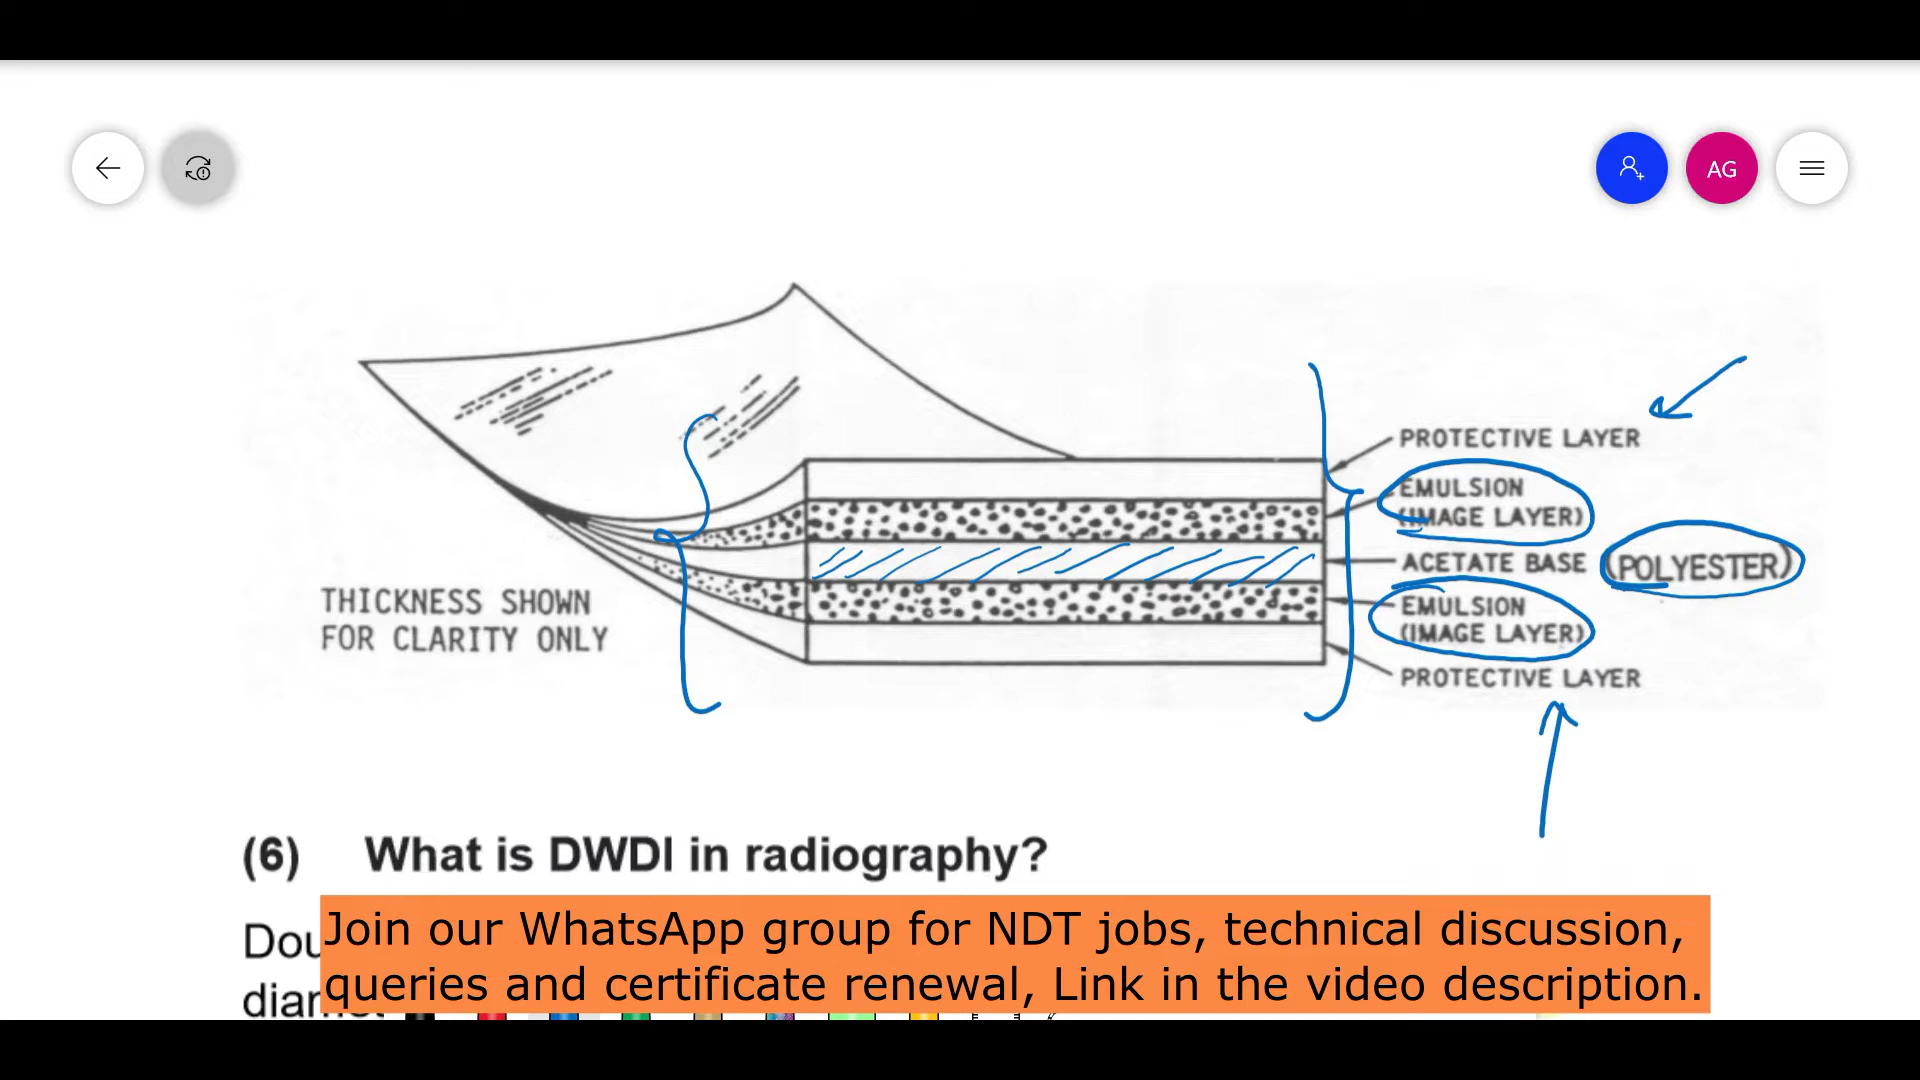 AG
PROTECTIVE LAYER
EMULSION
(IMAGE LAYER)
ACETATE BASE (POLYESTER)
EMULSION
(IMAGE LAYER)
PROTECTIVE LAYER
THICKNESS SHOWN
FOR CLARITY ONLY
(6) What is DWDI in radiography?
Join our WhatsApp group for NDT jobs, technical discussion,
queries and certificate renewal, Link in the video description.